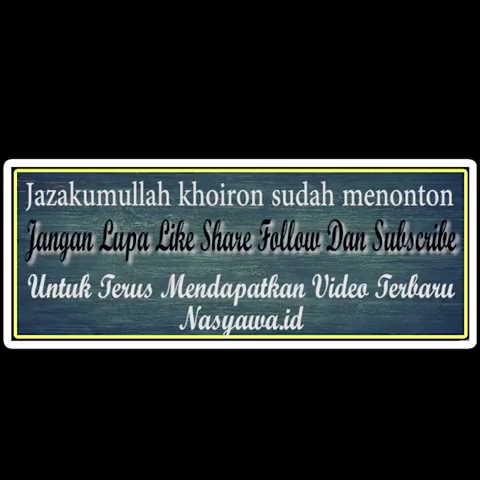 Jazakumullah khoiron sudah menonton
Jangan Lupa Like Share Follow Dan Subscribe
Untuk Terus Mendapatkan Video Terbaru
Nasyawa.id